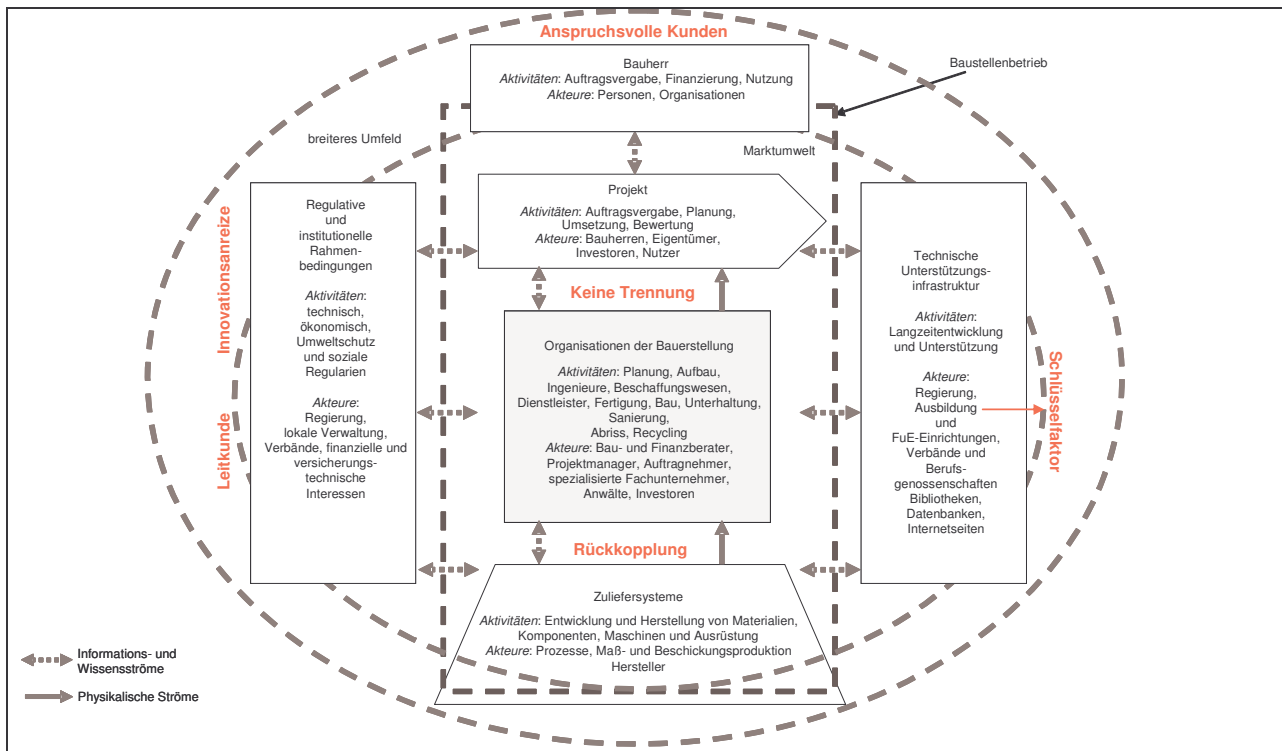 Anspruchsvolle Kunden
Bauherr
Aktivitäten: Auftragsvergabe, Finanzierung, Nutzung
Akteure: Personen, Organisationen
Baustellenbetrieb
breiteres Umfeld
Marktumwelt
Projekt
Aktivitäten: Auftragsvergabe, Planung,
Umsetzung, Bewertung
Akteure: Bauherren, Eigentümer,
Investoren, Nutzer
Innovationsanreize
Leitkunde
Regulative
und
institutionelle
Rahmen-
bedingungen
Aktivitäten:
technisch,
ökonomisch,
Umweltschutz
und soziale
Regularien
Akteure:
Regierung,
lokale Verwaltung,
Verbände, finanzielle und
versicherungs-
technische
Interessen
Keine Trennung
Organisationen der Bauerstellung
Aktivitäten: Planung, Aufbau,
Ingenieure, Beschaffungswesen,
Dienstleister, Fertigung, Bau, Unterhaltung,
Sanierung,
Abriss, Recycling
Akteure: Bau- und Finanzberater,
Projektmanager, Auftragnehmer,
spezialisierte Fachunternehmer,
Anwälte, Investoren
Technische
Unterstützungs-
infrastruktur
Aktivitäten:
Langzeitentwicklung
und Unterstützung
Akteure:
Regierung,
Ausbildung
und
FuE-Einrichtungen,
Verbände und
Berufs-
genossenschaften
Bibliotheken,
Datenbanken,
Internetseiten
Schlüsselfaktor
Rückkopplung
Zuliefersysteme
Aktivitäten: Entwicklung und Herstellung von Materialien,
Komponenten, Maschinen und Ausrüstung
Akteure: Prozesse, Maß- und Beschickungsproduktion
Hersteller
Informations- und
Wissensströme
Physikalische Ströme